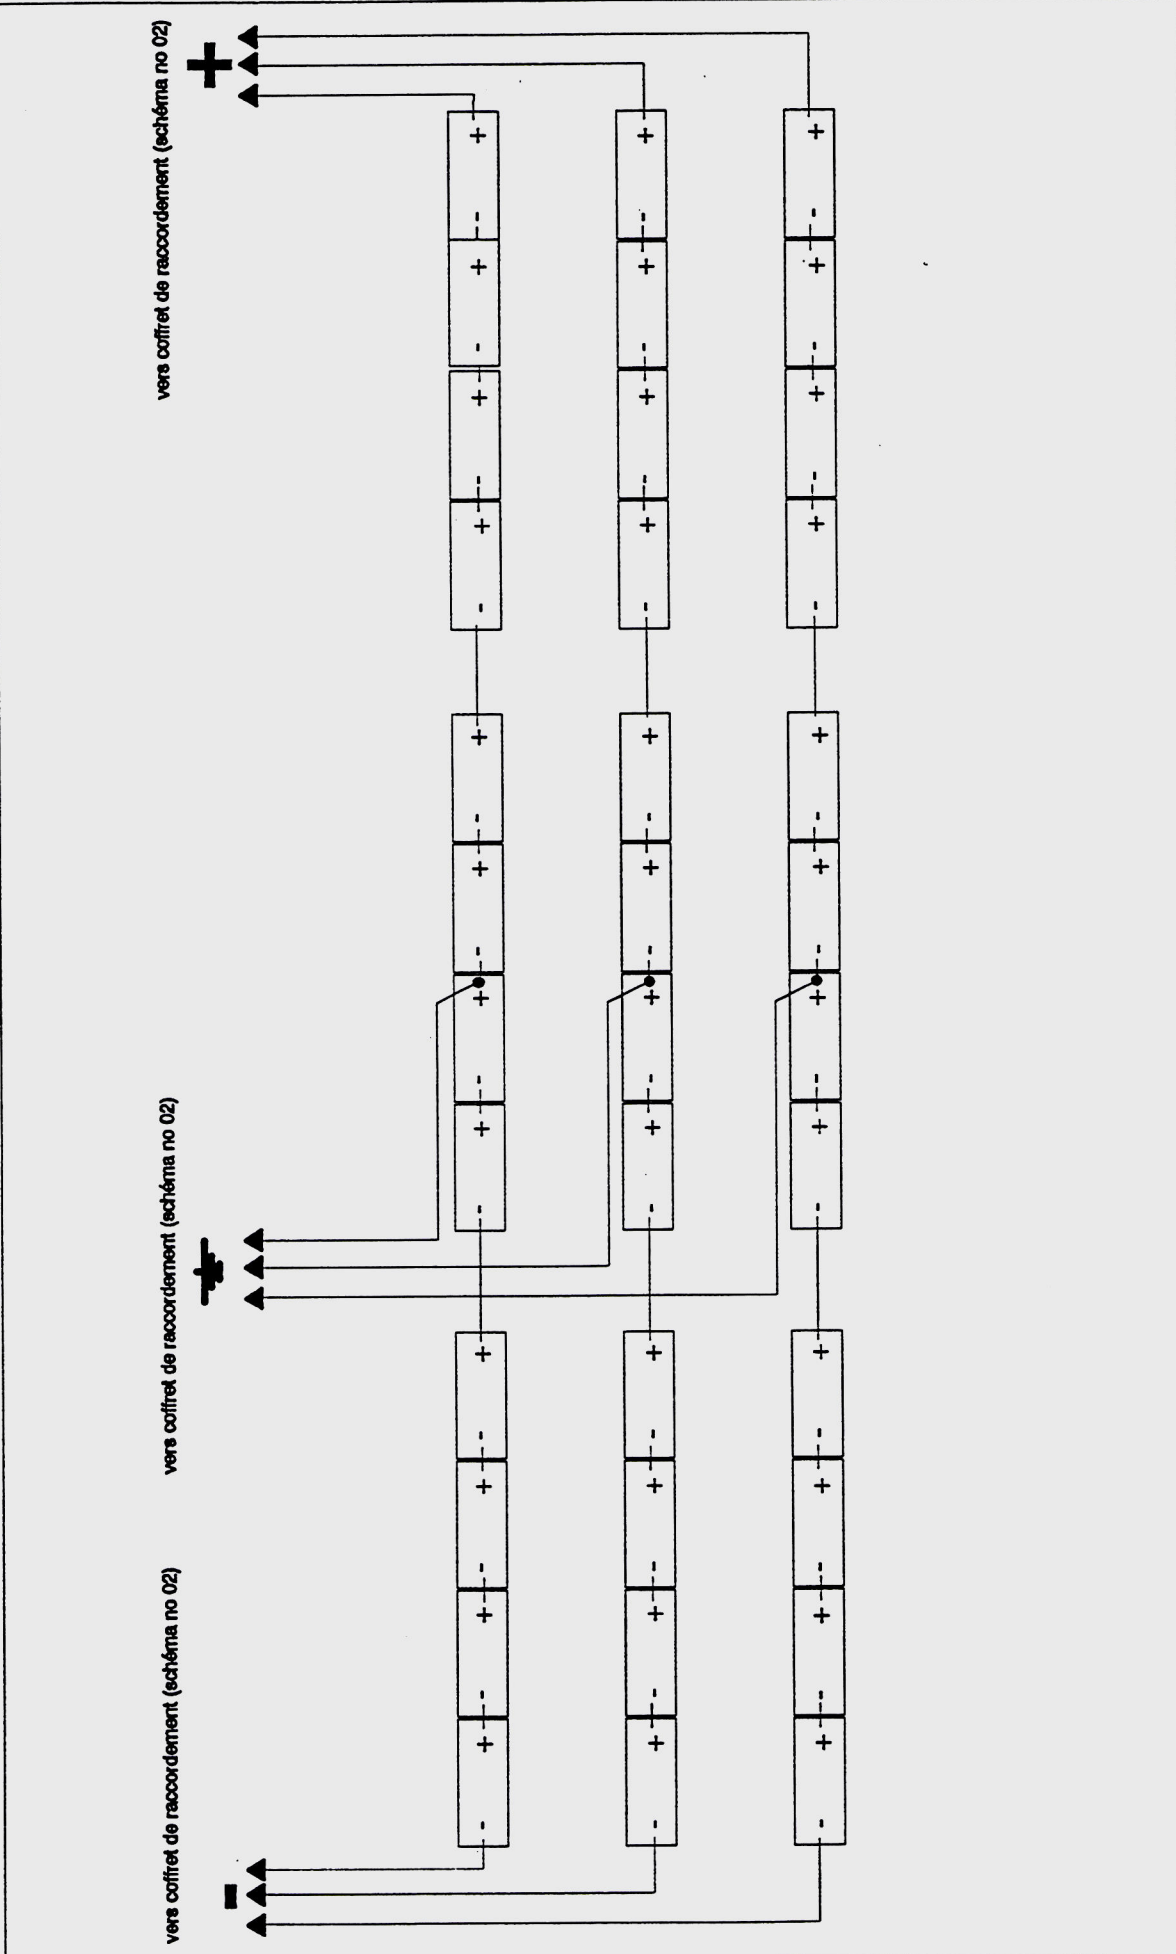 vers coffret de raccordement (schéma no 02)
vers coffret de raccordement (schéma no 02)
vers coffret de raccordement (schéma no 02)